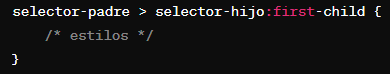 selector-padre > selector-hijo:first-child {
/* estilos */
}